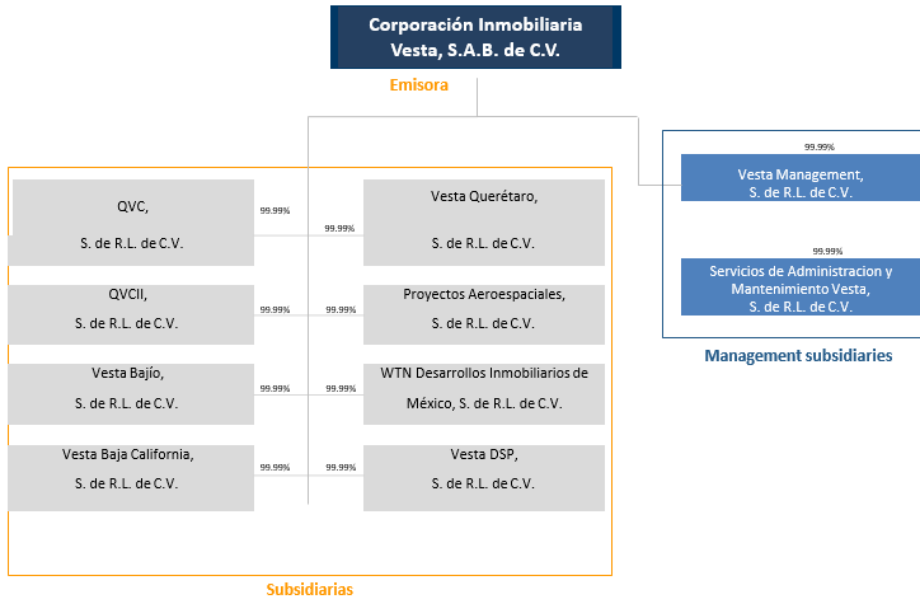 Corporación Inmobiliaria
Vesta, S.A.B. de C.V.
Emisora
99.99%
Vesta Management,
S. de R.L. de C.V.
99.99%
Servicios de Administracion y
Mantenimiento Vesta,
S. de R.L. de C.V.
Management subsidiaries
QVC,
S. de R.L. de C.V.
99.99%
99.99%
Vesta Querétaro,
S. de R.L. de C.V.
QVCII,
S. de R.L. de C.V.
99.99%
99.99%
Proyectos Aeroespaciales,
S. de R.L. de C.V.
Vesta Bajío,
S. de R.L. de C.V.
99.99%
99.99%
WTN Desarrollos Inmobiliarios de
México, S. de R.L. de C.V.
Vesta Baja California,
S. de R.L. de C.V.
99.99%
99.99%
Vesta DSP,
S. de R.L. de C.V.
Subsidiarias